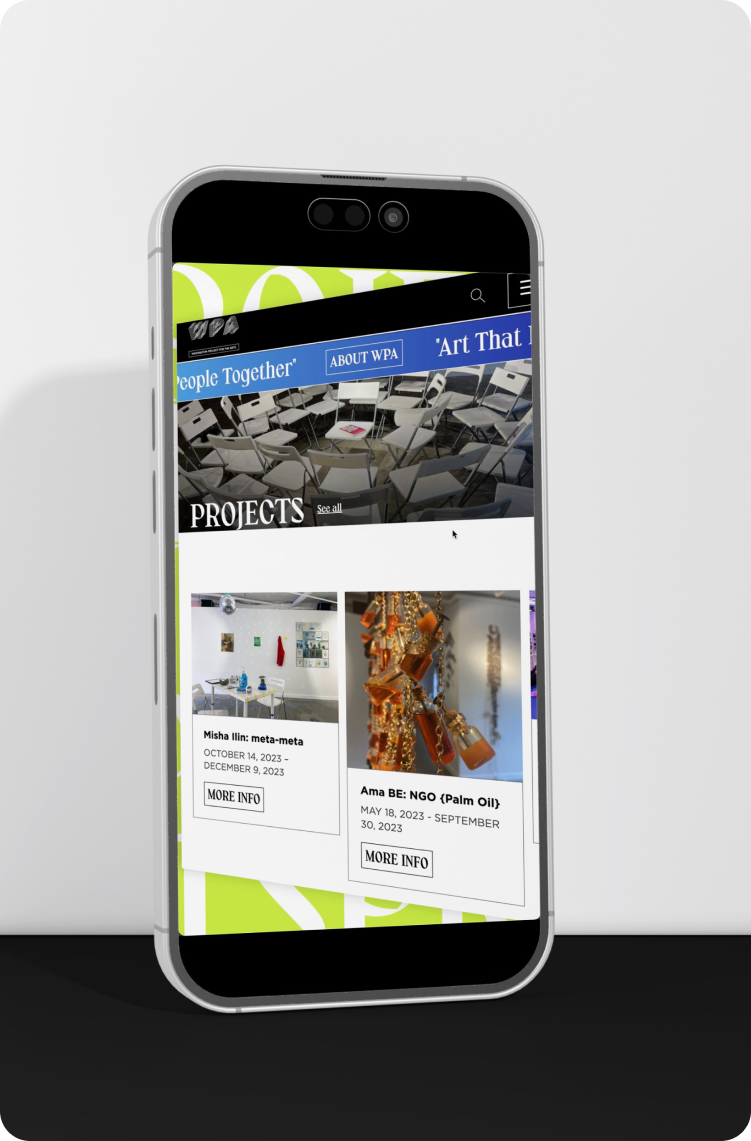 WPA
WASHINGTON PROJECT FOR THE ARTS
People Together"
ABOUT WPA
"Art That
PROJECTS
See all
Misha Ilin: meta-meta
OCTOBER 14, 2023 –
DECEMBER 9, 2023
MORE INFO
Ama BE: NGO {Palm Oil}
MAY 18, 2023 - SEPTEMBER
30, 2023
MORE INFO